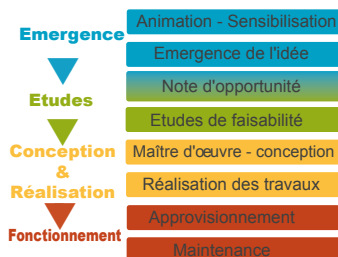 Emergence
Animation - Sensibilisation
Emergence de l'idée
Note d'opportunité
Etudes
Etudes de faisabilité
Conception
&
Réalisation
Maître d'œuvre - conception
Réalisation des travaux
Fonctionnement
Approvisionnement
Maintenance